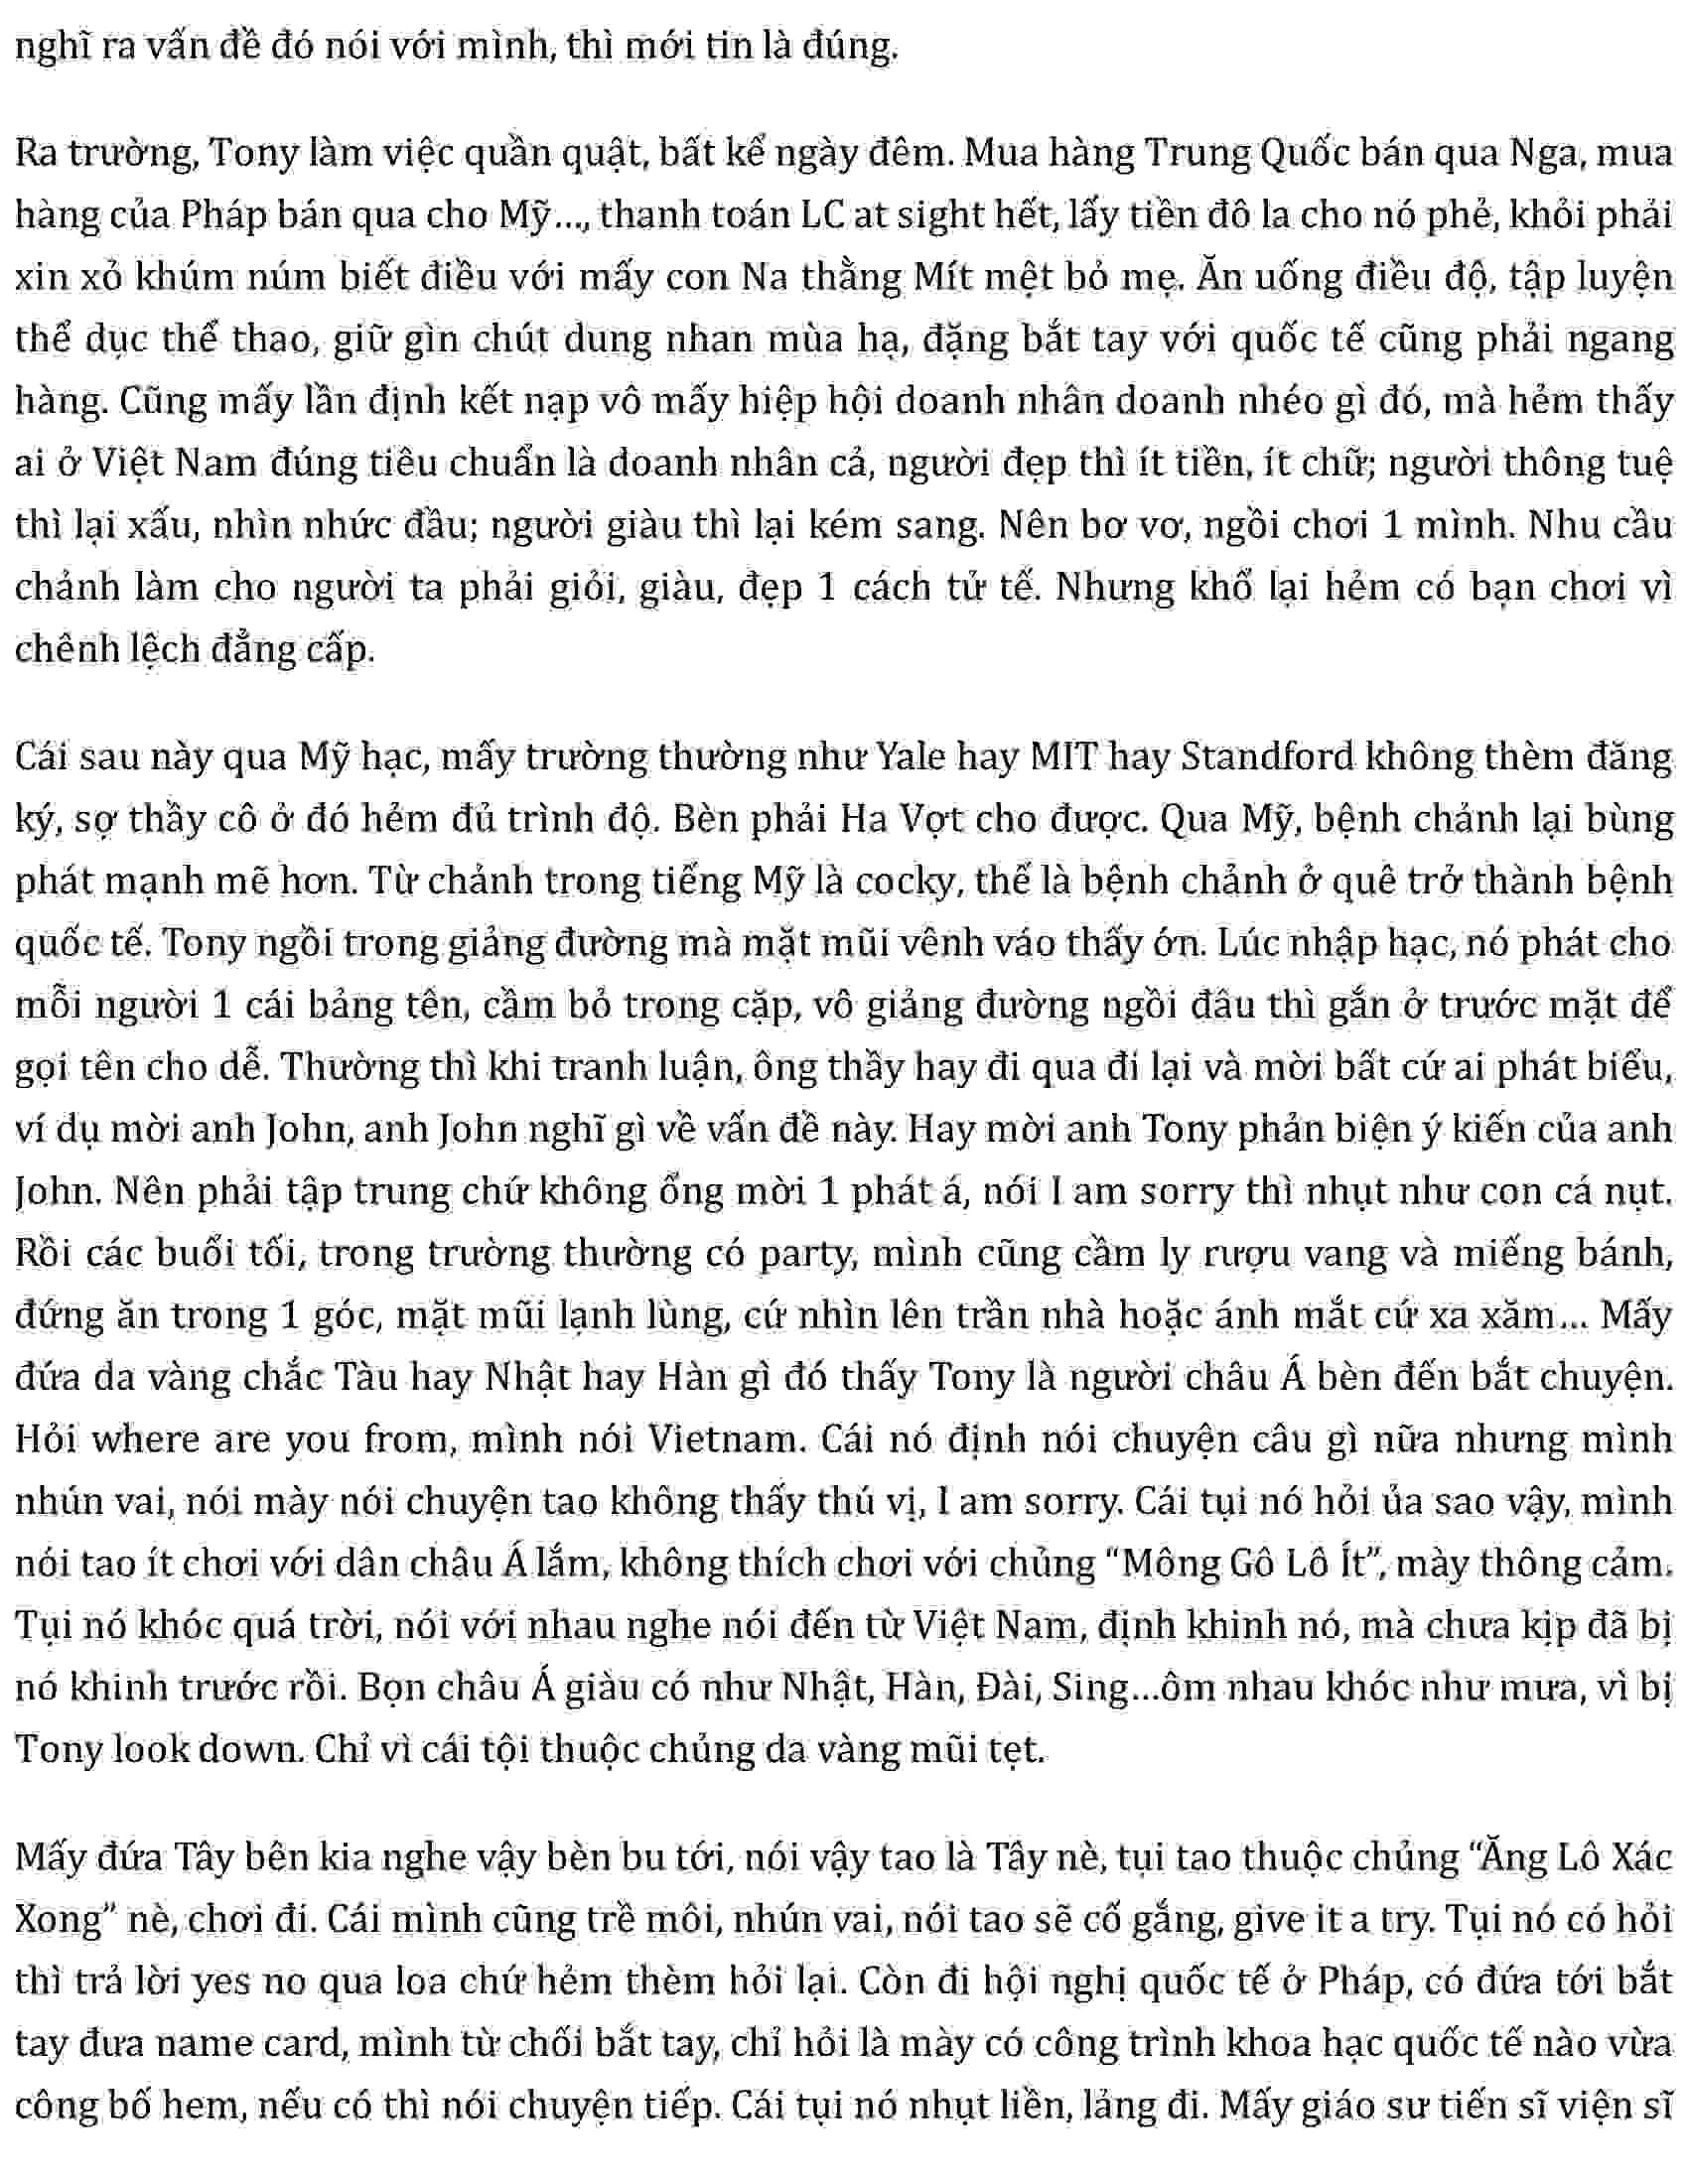 nghĩ ra vấn đề đó nói với mình, thì mới tin là đúng.
Ra trường, Tony làm việc quần quật, bất kể ngày đêm. Mua hàng Trung Quốc bán qua Nga, mua
hàng của Pháp bán qua cho Mỹ..., thanh toán LC at sight hết, lấy tiền đô la cho nó phẻ, khỏi phải
xin xỏ khúm núm biết điều với mấy con Na thằng Mít mệt bỏ mẹ. Ăn uống điều độ, tập luyện
thể dục thể thao, giữ gìn chút dung nhan mùa hạ, đặng bắt tay với quốc tế cũng phải ngang
hàng. Cũng mấy lần định kết nạp vô mấy hiệp hội doanh nhân doanh nhéo gì đó, mà hẻm thấy
ai ở Việt Nam đúng tiêu chuẩn là doanh nhân cả, người đẹp thì ít tiền, ít chữ; người thông tuệ
thì lại xấu, nhìn nhức đầu; người giàu thì lại kém sang. Nên bơ vơ, ngồi chơi 1 mình. Nhu cầu
chảnh làm cho người ta phải giỏi, giàu, đẹp 1 cách tử tế. Nhưng khổ lại hẻm có bạn chơi vì
chênh lệch đẳng cấp.
Cái sau này qua Mỹ hạc, mấy trường thường như Yale hay MIT hay Standford không thèm đăng
ký, sợ thầy cô ở đó hẻm đủ trình độ. Bèn phải Ha Vợt cho được. Qua Mỹ, bệnh chảnh lại bùng
phát mạnh mẽ hơn. Từ chảnh trong tiếng Mỹ là cocky, thế là bệnh chảnh ở quê trở thành bệnh
quốc tế. Tony ngồi trong giảng đường mà mặt mũi vênh váo thấy ớn. Lúc nhập hạc, nó phát cho
mỗi người 1 cái bảng tên, cầm bỏ trong cặp, vô giảng đường ngồi đâu thì gắn ở trước mặt để
gọi tên cho dễ. Thường thì khi tranh luận, ông thầy hay đi qua đi lại và mời bất cứ ai phát biểu,
ví dụ mời anh John, anh John nghĩ gì về vấn đề này. Hay mời anh Tony phản biện ý kiến của anh
John. Nên phải tập trung chứ không ổng mời 1 phát á, nói I am sorry thì nhụt như con cá nụt.
Rồi các buổi tối, trong trường thường có party, mình cũng cầm ly rượu vang và miếng bánh,
đứng ăn trong 1 góc, mặt mũi lạnh lùng, cứ nhìn lên trần nhà hoặc ánh mắt cứ xa xăm... Mấy
đứa da vàng chắc Tàu hay Nhật hay Hàn gì đó thấy Tony là người châu Á bèn đến bắt chuyện.
Hỏi where are you from, mình nói Vietnam. Cái nó định nói chuyện câu gì nữa nhưng mình
nhún vai, nói mày nói chuyện tao không thấy thú vị, I am sorry. Cái tụi nó hỏi ủa sao vậy, mình
nói tao ít chơi với dân châu Á lắm, không thích chơi với chủng “Mông Gô Lô Ít”, mày thông cảm.
Tụi nó khóc quá trời, nói với nhau nghe nói đến từ Việt Nam, định khinh nó, mà chưa kịp đã bị
nó khinh trước rồi. Bọn châu Á giàu có như Nhật, Hàn, Đài, Sing...ôm nhau khóc như mưa, vì bị
Tony look down. Chỉ vì cái tội thuộc chủng da vàng mũi tẹt.
Mấy đứa Tây bên kia nghe vậy bèn bu tới, nói vậy tao là Tây nè, tụi tao thuộc chủng “Ăng Lô Xác
Xong” nè, chơi đi. Cái mình cũng trề môi, nhún vai, nói tao sẽ cố gắng, give it a try. Tụi nó có hỏi
thì trả lời yes no qua loa chứ hẻm thèm hỏi lại. Còn đi hội nghị quốc tế ở Pháp, có đứa tới bắt
tay đưa name card, mình từ chối bắt tay, chỉ hỏi là mày có công trình khoa hạc quốc tế nào vừa
công bố hem, nếu có thì nói chuyện tiếp. Cái tụi nó nhụt liền, lảng đi. Mấy giáo sư tiến sĩ viện sĩ